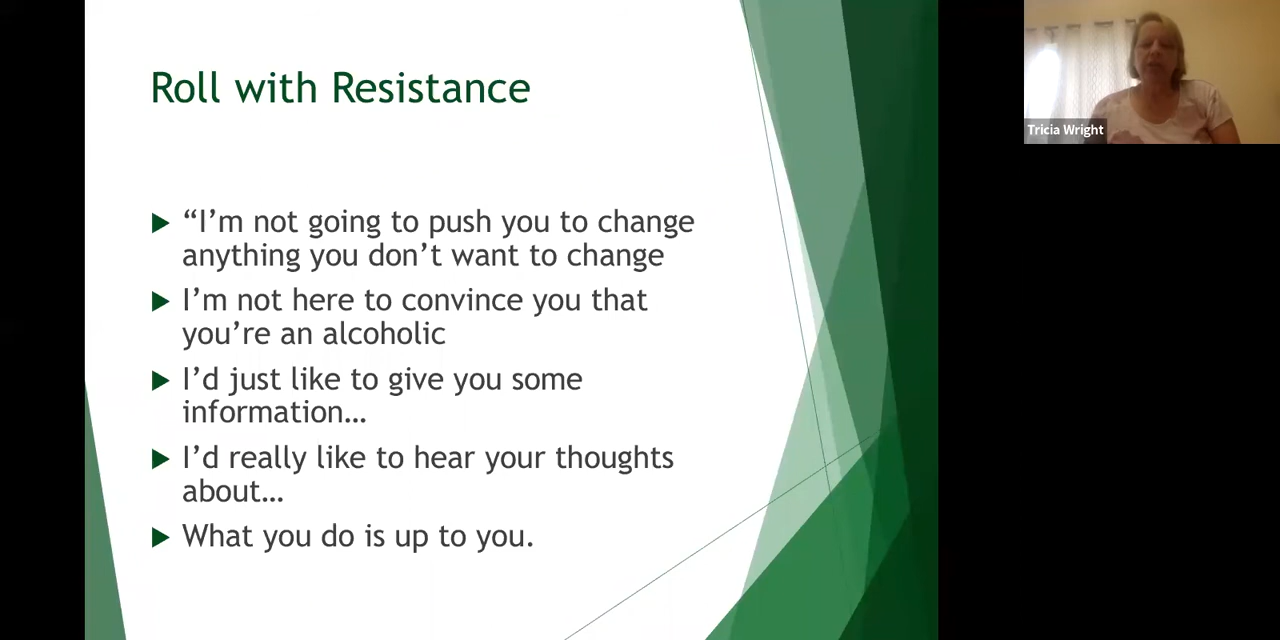 Roll with Resistance
“I’m not going to push you to change
anything you don’t want to change
I’m not here to convince you that
you’re an alcoholic
I’d just like to give you some
information…
I’d really like to hear your thoughts
about…
What you do is up to you.
Tricia Wright